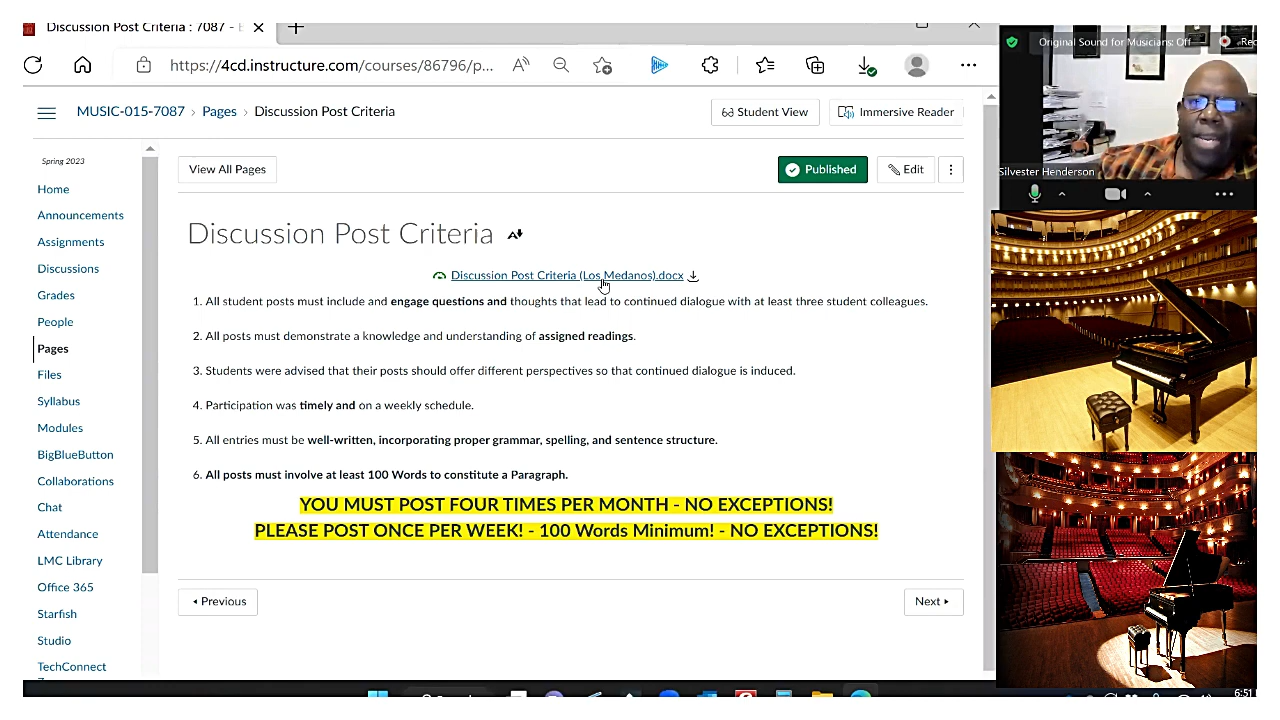 Discussion Post Criteria : 7087 -
https://4cd.instructure.com/courses/86796/p...
Original Sound for Musicians: Off
Rec
MUSIC-015-7087 › Pages › Discussion Post Criteria
Student View
Immersive Reader
Silvester Henderson
Spring 2023
View All Pages
Published
Edit
Home
Announcements
Assignments
Discussions
Grades
People
Pages
Files
Syllabus
Modules
BigBlueButton
Collaborations
Chat
Attendance
LMC Library
Office 365
Starfish
Studio
TechConnect
Discussion Post Criteria
Discussion Post Criteria (Los Medanos).docx
1. All student posts must include and engage questions and thoughts that lead to continued dialogue with at least three student colleagues.
2. All posts must demonstrate a knowledge and understanding of assigned readings.
3. Students were advised that their posts should offer different perspectives so that continued dialogue is induced.
4. Participation was timely and on a weekly schedule.
5. All entries must be well-written, incorporating proper grammar, spelling, and sentence structure.
6. All posts must involve at least 100 Words to constitute a Paragraph.
YOU MUST POST FOUR TIMES PER MONTH - NO EXCEPTIONS!
PLEASE POST ONCE PER WEEK! - 100 Words Minimum! - NO EXCEPTIONS!
Previous
Next
6:51